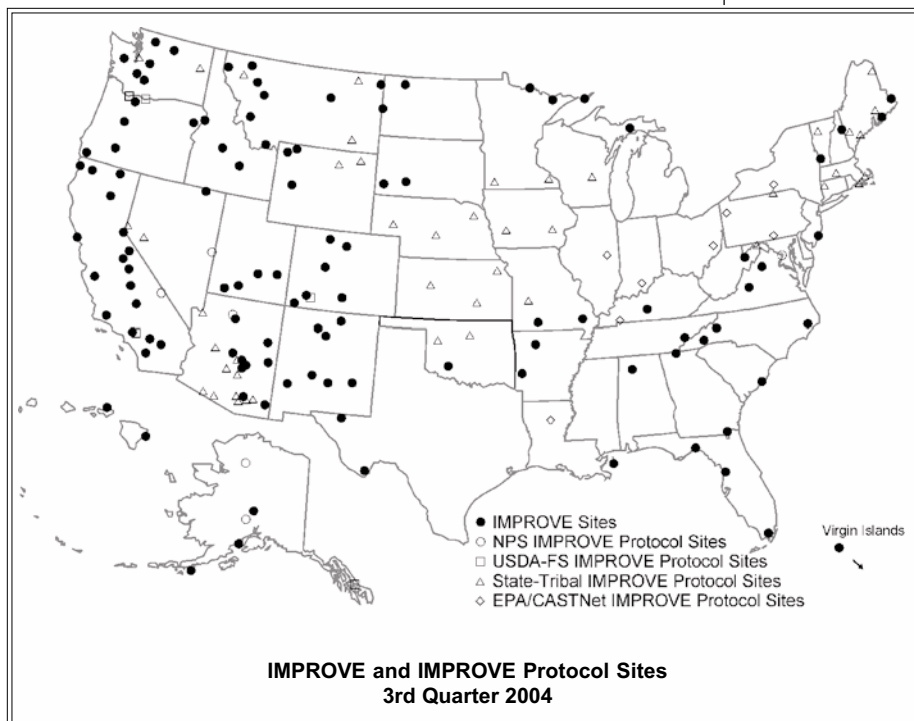 IMPROVE Sites
NPS IMPROVE Protocol Sites
USDA-FS IMPROVE Protocol Sites
State-Tribal IMPROVE Protocol Sites
EPA/CASTNet IMPROVE Protocol Sites
Virgin Islands
IMPROVE and IMPROVE Protocol Sites
3rd Quarter 2004